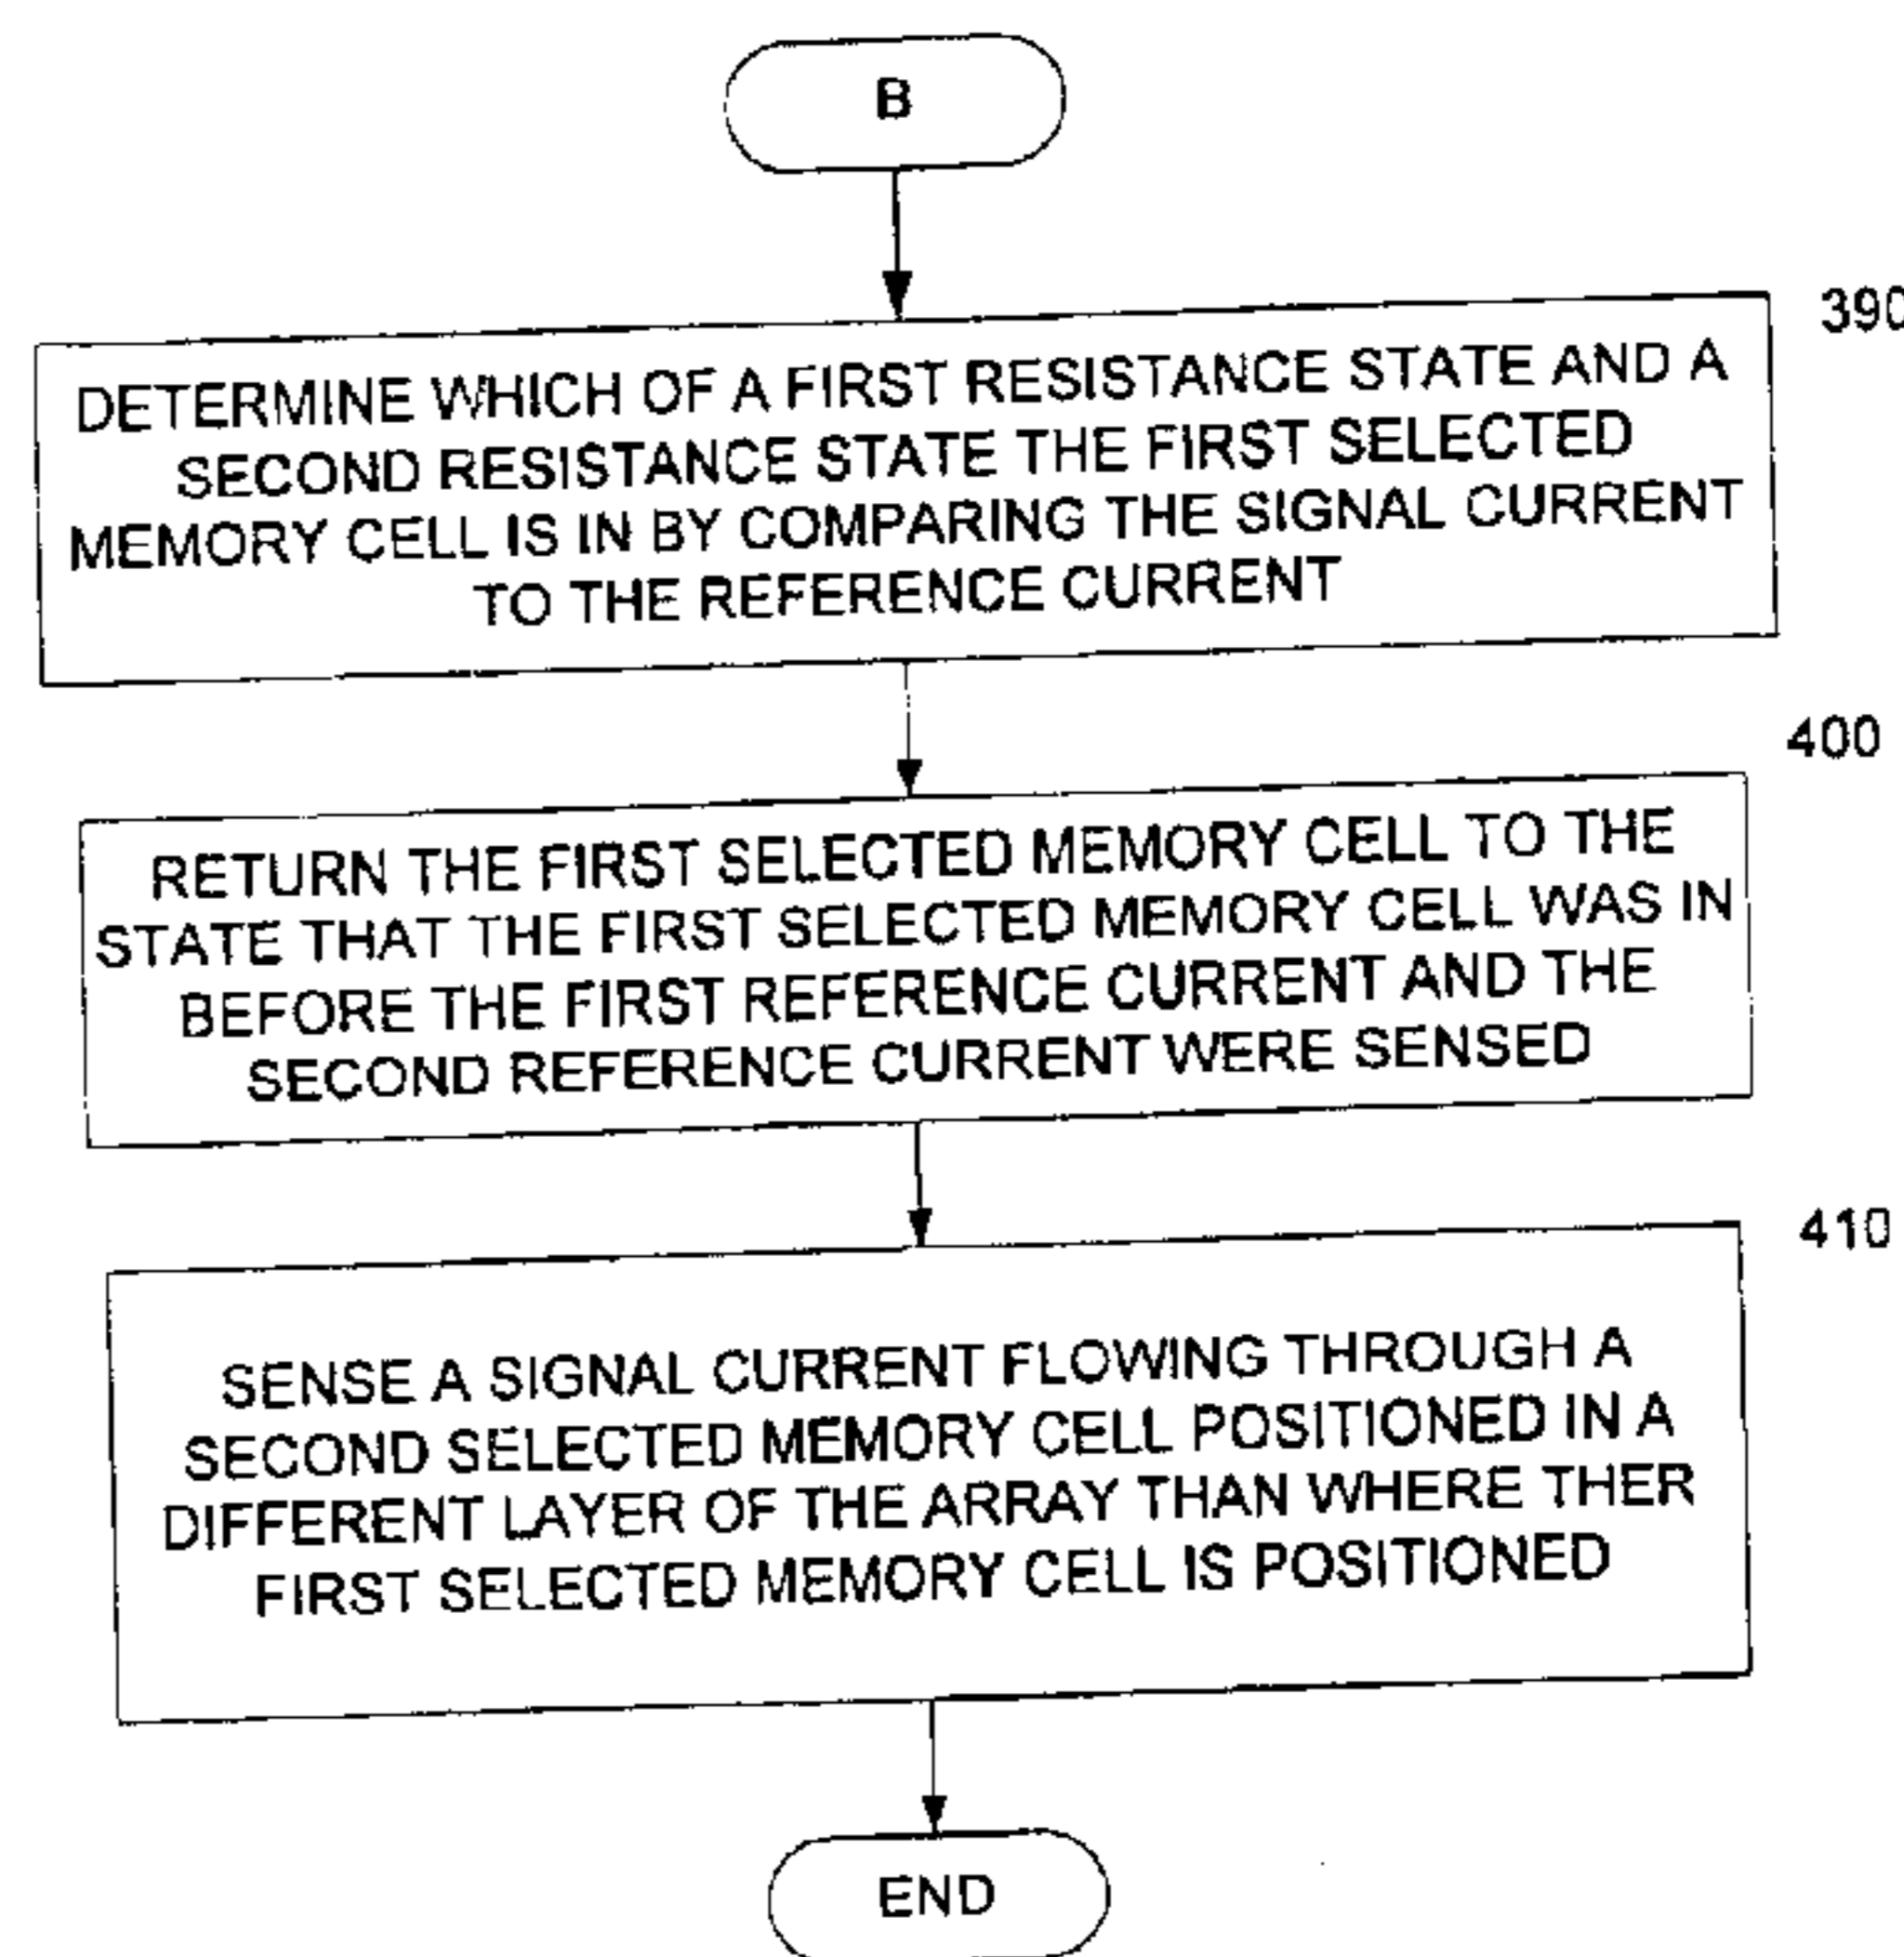 B
390
DETERMINE WHICH OF A FIRST RESISTANCE STATE AND A
SECOND RESISTANCE STATE THE FIRST SELECTED
MEMORY CELL IS IN BY COMPARING THE SIGNAL CURRENT
TO THE REFERENCE CURRENT
400
RETURN THE FIRST SELECTED MEMORY CELL TO THE
STATE THAT THE FIRST SELECTED MEMORY CELL WAS IN
BEFORE THE FIRST REFERENCE CURRENT AND THE
SECOND REFERENCE CURRENT WERE SENSED
410
SENSE A SIGNAL CURRENT FLOWING THROUGH A
SECOND SELECTED MEMORY CELL POSITIONED IN A
DIFFERENT LAYER OF THE ARRAY THAN WHERE THER
FIRST SELECTED MEMORY CELL IS POSITIONED
END